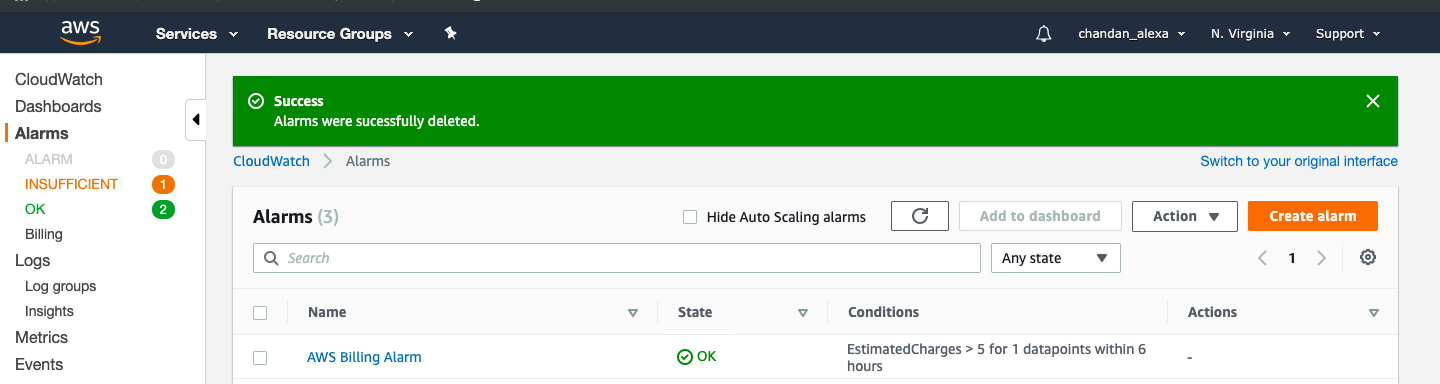 aws
Services
Resource Groups
chandan_alexa
N. Virginia
Support
CloudWatch
Dashboards
Alarms
ALARM 0
INSUFFICIENT 1
OK 2
Billing
Logs
Log groups
Insights
Metrics
Events
Success
Alarms were sucessfully deleted.
CloudWatch Alarms
Switch to your original interface
Alarms (3)
Hide Auto Scaling alarms
Add to dashboard
Action
Create alarm
Search
Any state
1
Name State Conditions Actions
AWS Billing Alarm OK EstimatedCharges > 5 for 1 datapoints within 6
hours -